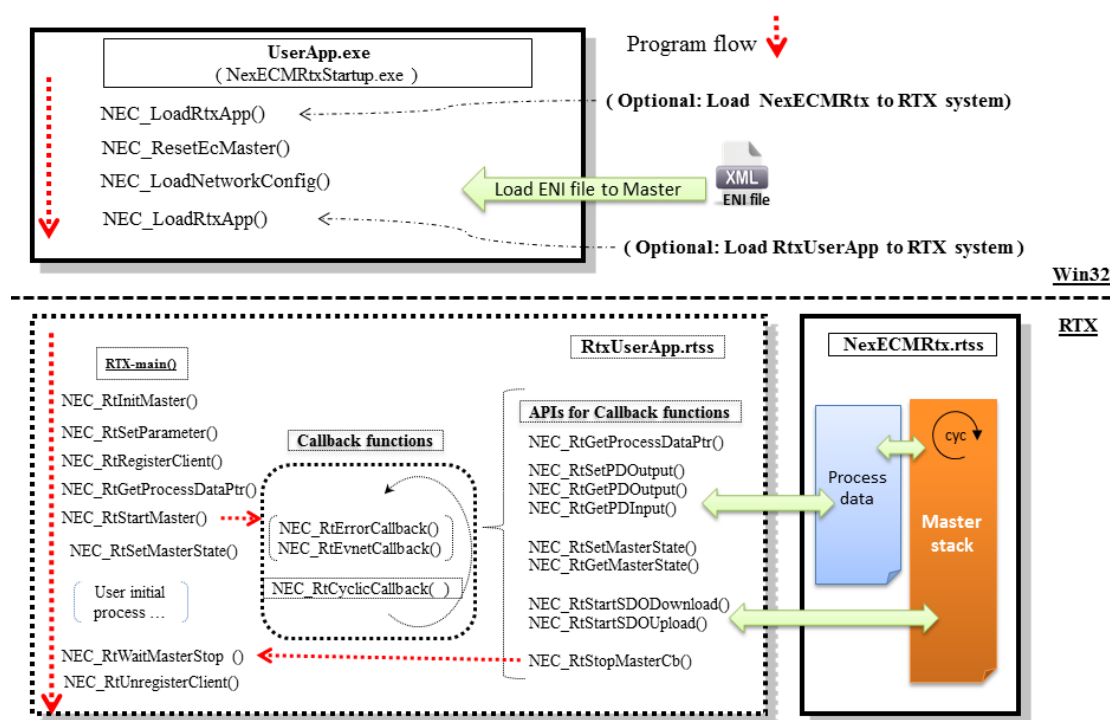 UserApp.exe
( NexECMRtxStartup.exe )
Program flow
NEC_LoadRtxApp()
( Optional: Load NexECMRtx to RTX system)
NEC_ResetEcMaster()
NEC_LoadNetworkConfig()
Load ENI file to Master
XML
ENI file
NEC_LoadRtxApp()
( Optional: Load RtxUserApp to RTX system )
Win32
RTX
RTX-main()
NEC_RtInitMaster()
NEC_RtSetParameter()
NEC_RtRegisterClient()
NEC_RtGetProcessDataPtr()
NEC_RtStartMaster()
NEC_RtSetMasterState()
User initial
process ...
NEC_RtWaitMasterStop ()
NEC_RtUnregisterClient()
Callback functions
NEC_RtErrorCallback()
NEC_RtEvnetCallback()
NEC_RtCyclicCallback( )
RtxUserApp.rtss
APIs for Callback functions
NEC_RtGetProcessDataPtr()
NEC_RtSetPDOutput()
NEC_RtGetPDOutput()
NEC_RtGetPDInput()
NEC_RtSetMasterState()
NEC_RtGetMasterState()
NEC_RtStartSDODownload()
NEC_RtStartSDOUpload()
NEC_RtStopMasterCb()
NexECMRtx.rtss
Process
data
cyc
Master
stack